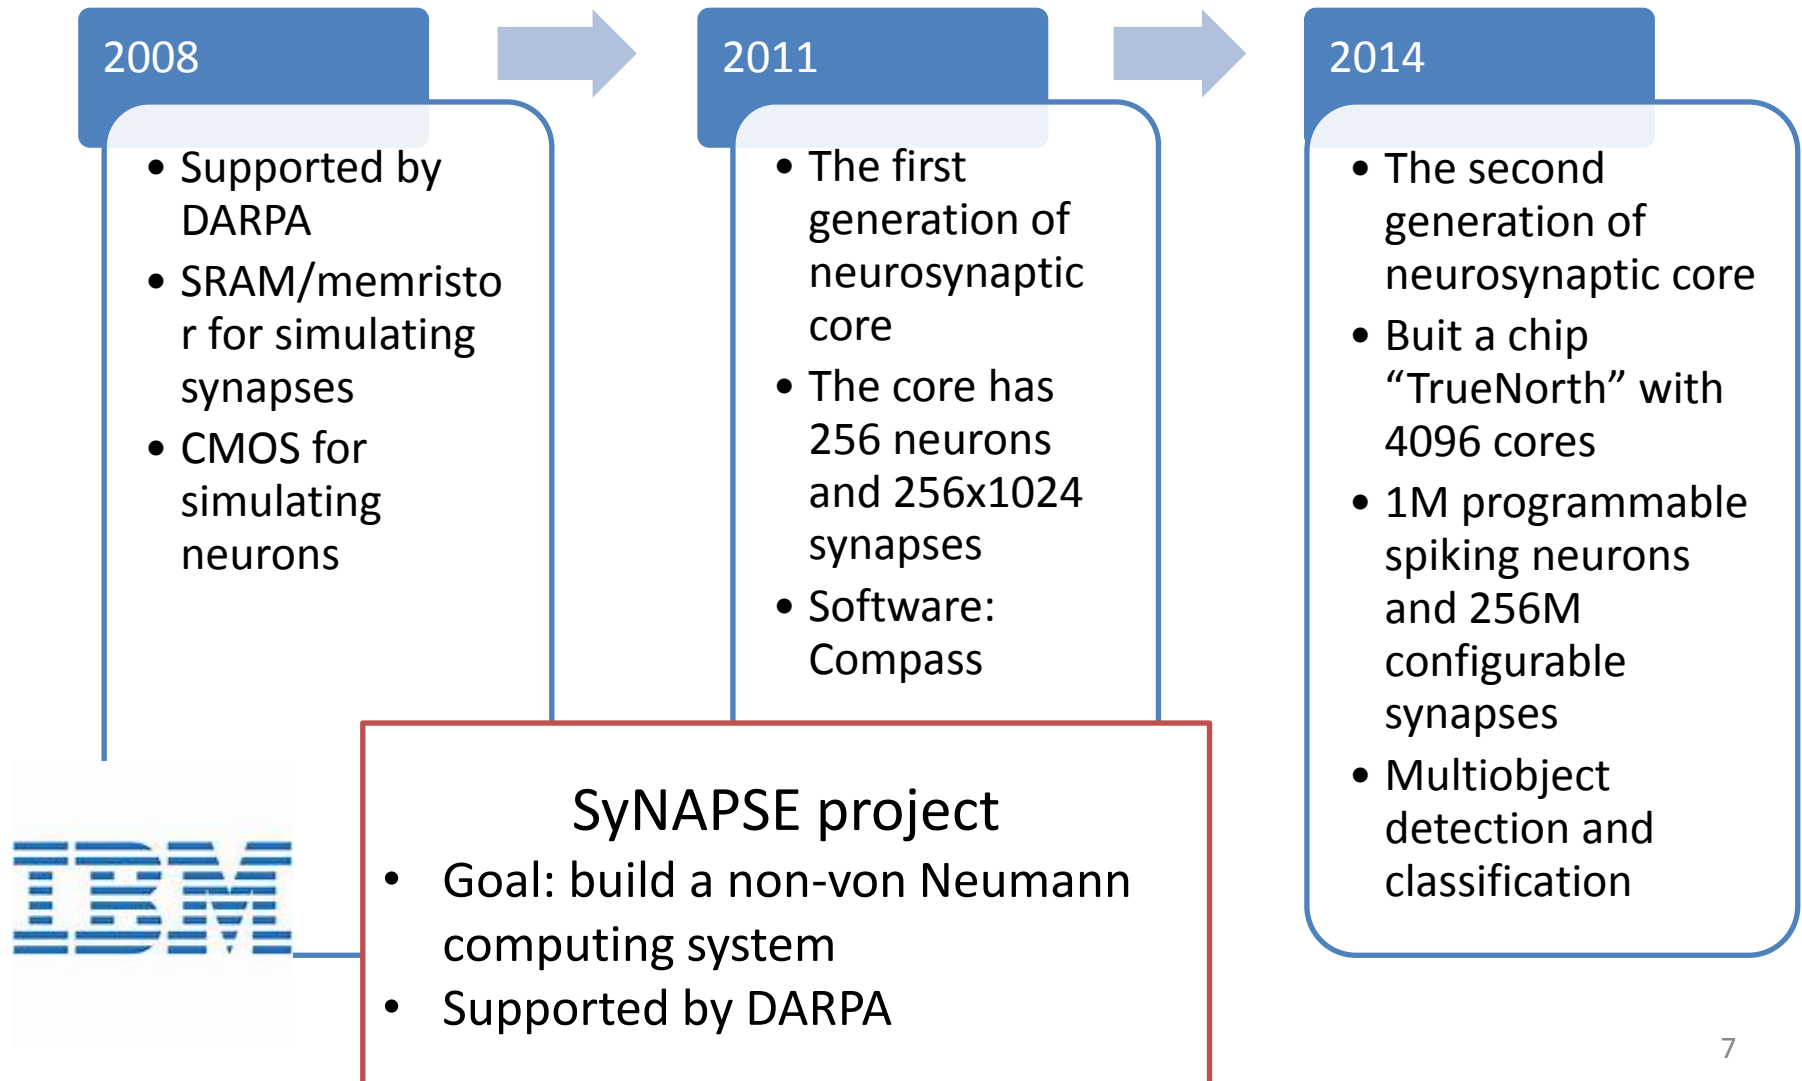 2008
• Supported by
DARPA
• SRAM/memristo
r for simulating
synapses
• CMOS for
simulating
neurons
2011
• The first
generation of
neurosynaptic
core
• The core has
256 neurons
and 256x1024
synapses
• Software:
Compass
2014
• The second
generation of
neurosynaptic core
• Buit a chip
“TrueNorth” with
4096 cores
• 1M programmable
spiking neurons
and 256M
configurable
synapses
• Multiobject
detection and
classification
IBM
SyNAPSE project
• Goal: build a non-von Neumann
computing system
• Supported by DARPA
7